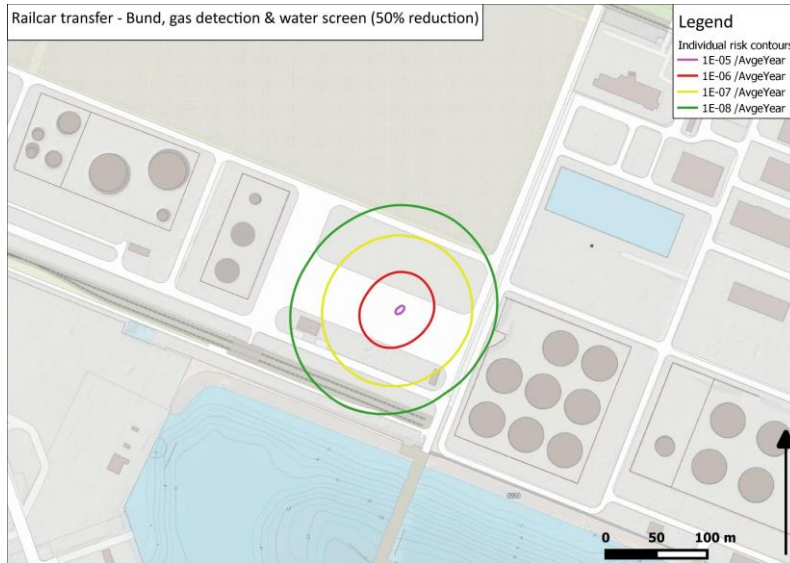 Railcar transfer - Bund, gas detection & water screen (50% reduction)
Legend
Individual risk contours
1E-05 /AvgeYear
1E-06 /AvgeYear
1E-07 /AvgeYear
1E-08 /AvgeYear
0 50 100 m